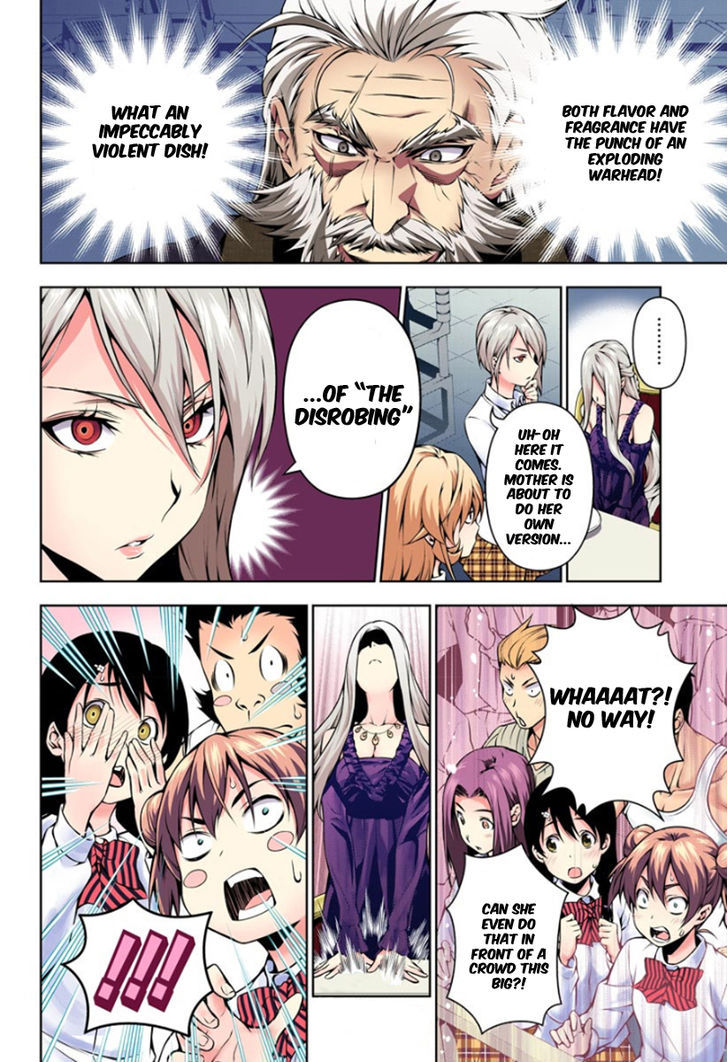 BOTH FLAVOR AND
FRAGRANCE HAVE
THE PUNCH OF AN
EXPLODING
WARHEAD!
WHAT AN
IMPECCABLY
VIOLENT DISH!
.......
UH-OH
HERE IT
COMES.
MOTHER IS
ABOUT TO
DO HER
OWN
VERSION...
...OF "THE
DISROBING"
WHAAAAT?!
NO WAY!
CAN SHE
EVEN DO
THAT IN
FRONT OF A
CROWD THIS
BIG?!
!!!